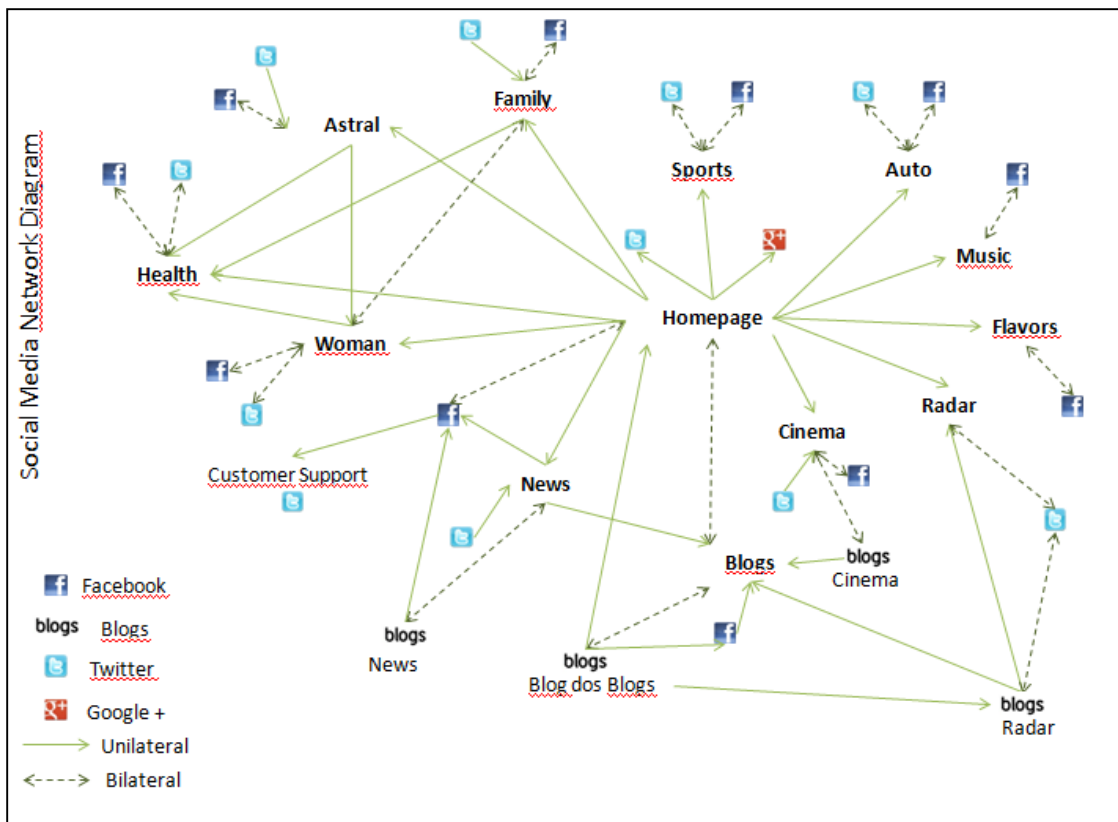 Social Media Network Diagram
Family
Astral
Sports
Auto
Health
Music
g+
Homepage
Flavors
Woman
Radar
Cinema
Customer Support
News
Blogs
blogs
Cinema
blogs
News
blogs
Blog dos Blogs
blogs
Radar
Facebook
blogs Blogs
Twitter
Google +
Unilateral
Bilateral